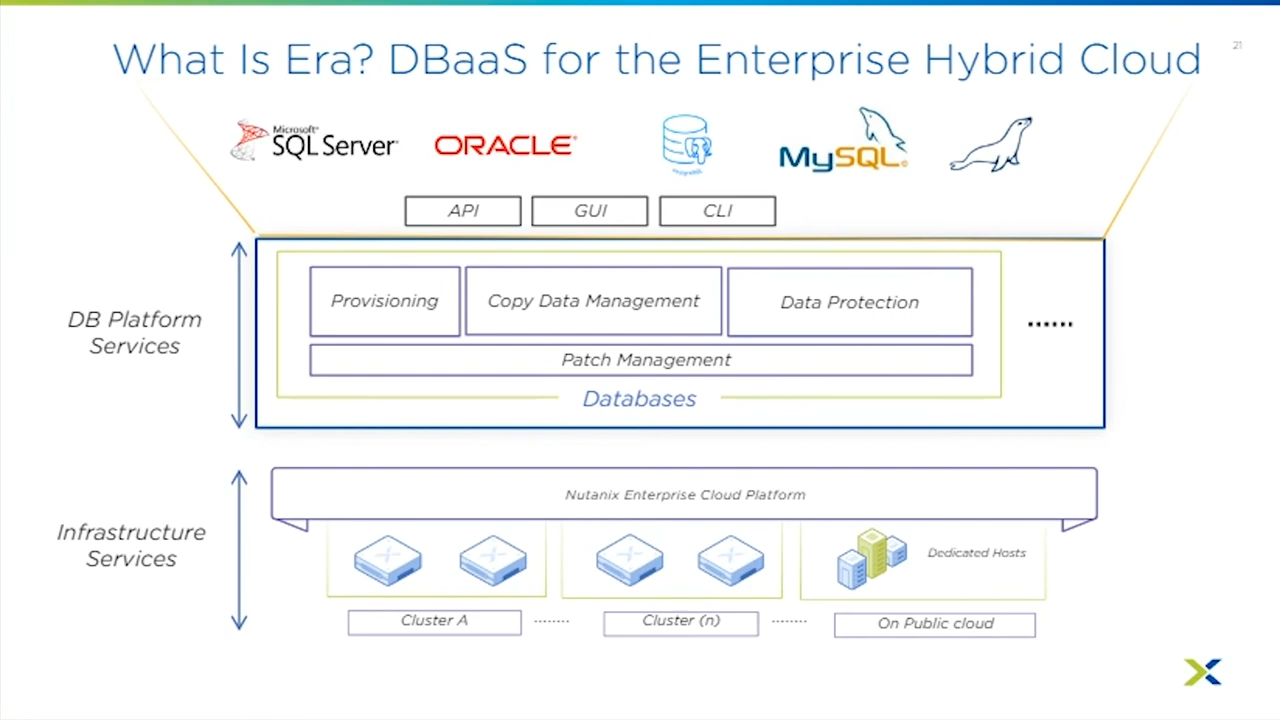 What Is Era? DBaaS for the Enterprise Hybrid Cloud
21
Microsoft®
SQL Server
ORACLE®
PostgreSQL
MySQL®
API
GUI
CLI
DB Platform
Services
Provisioning
Copy Data Management
Data Protection
......
Patch Management
Databases
Infrastructure
Services
Nutanix Enterprise Cloud Platform
Dedicated Hosts
Cluster A
........
Cluster (n)
........
On Public cloud